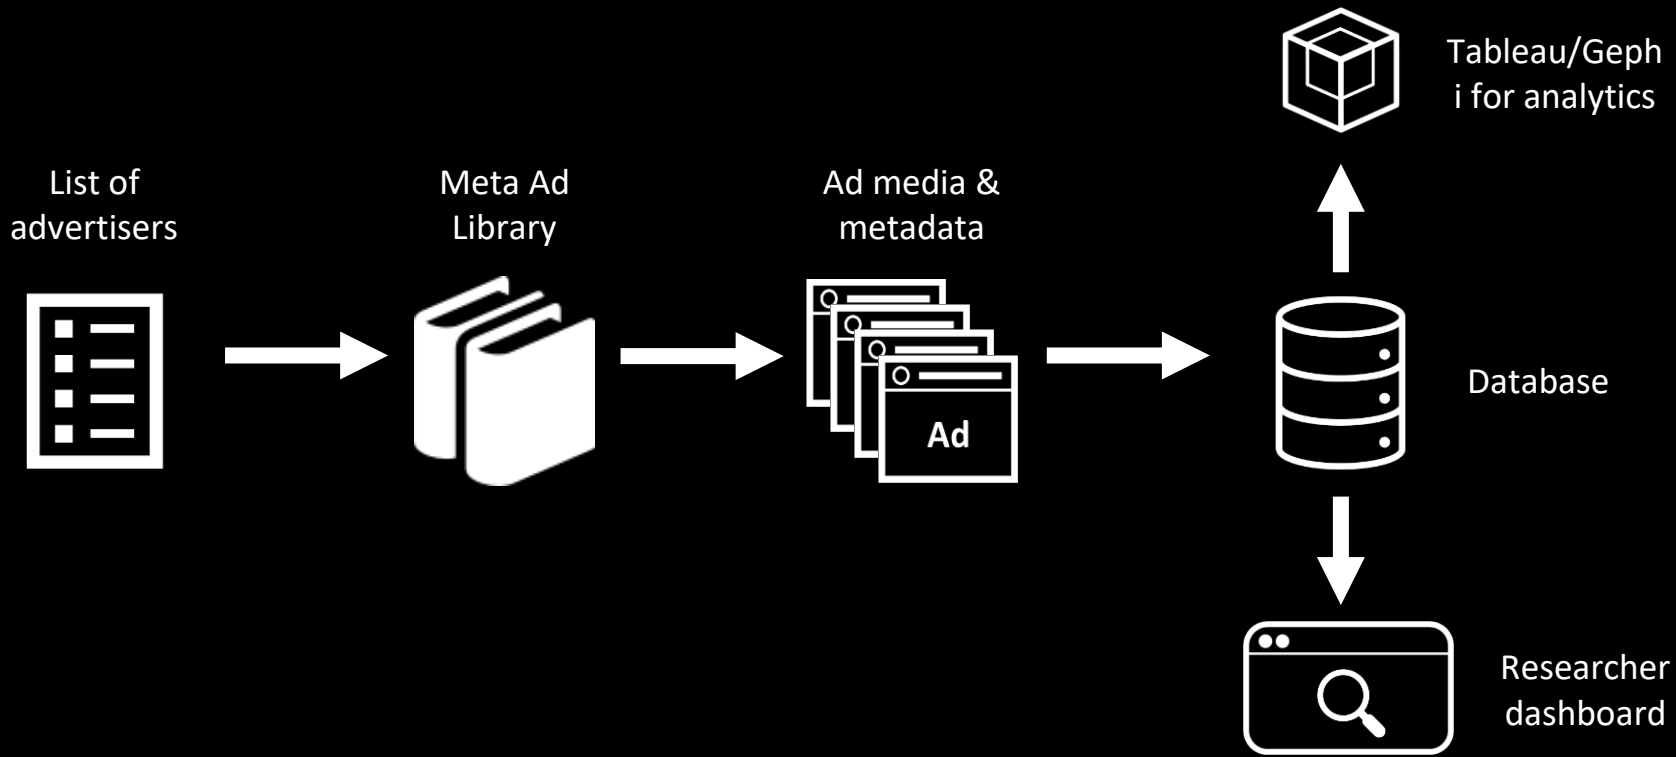 List of
advertisers
Meta Ad
Library
Ad media &
metadata
Ad
Tableau/Geph
i for analytics
Database
Researcher
dashboard